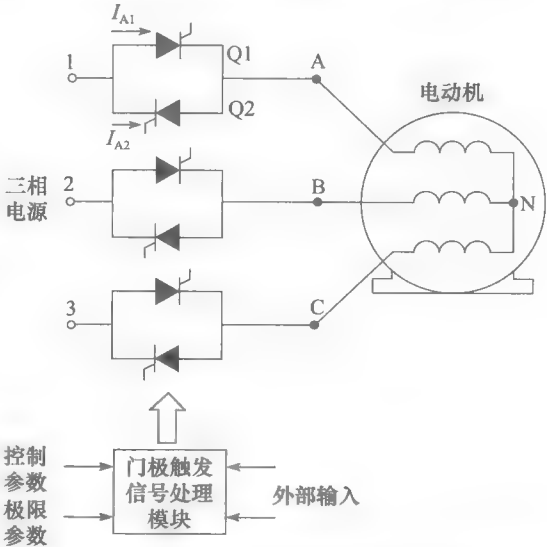 I_A1
Q1
1
A
Q2
I_A2
电动机
三相
电源
2
B
N
3
C
控制
参数
极限
参数
门极触发
信号处理
模块
外部输入